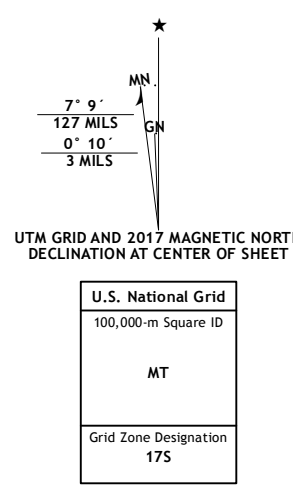 ★
MN
7° 9´
127 MILS
GN
0° 10´
3 MILS
UTM GRID AND 2017 MAGNETIC NORT
DECLINATION AT CENTER OF SHEET
U.S. National Grid
100,000-m Square ID
MT
Grid Zone Designation
17S